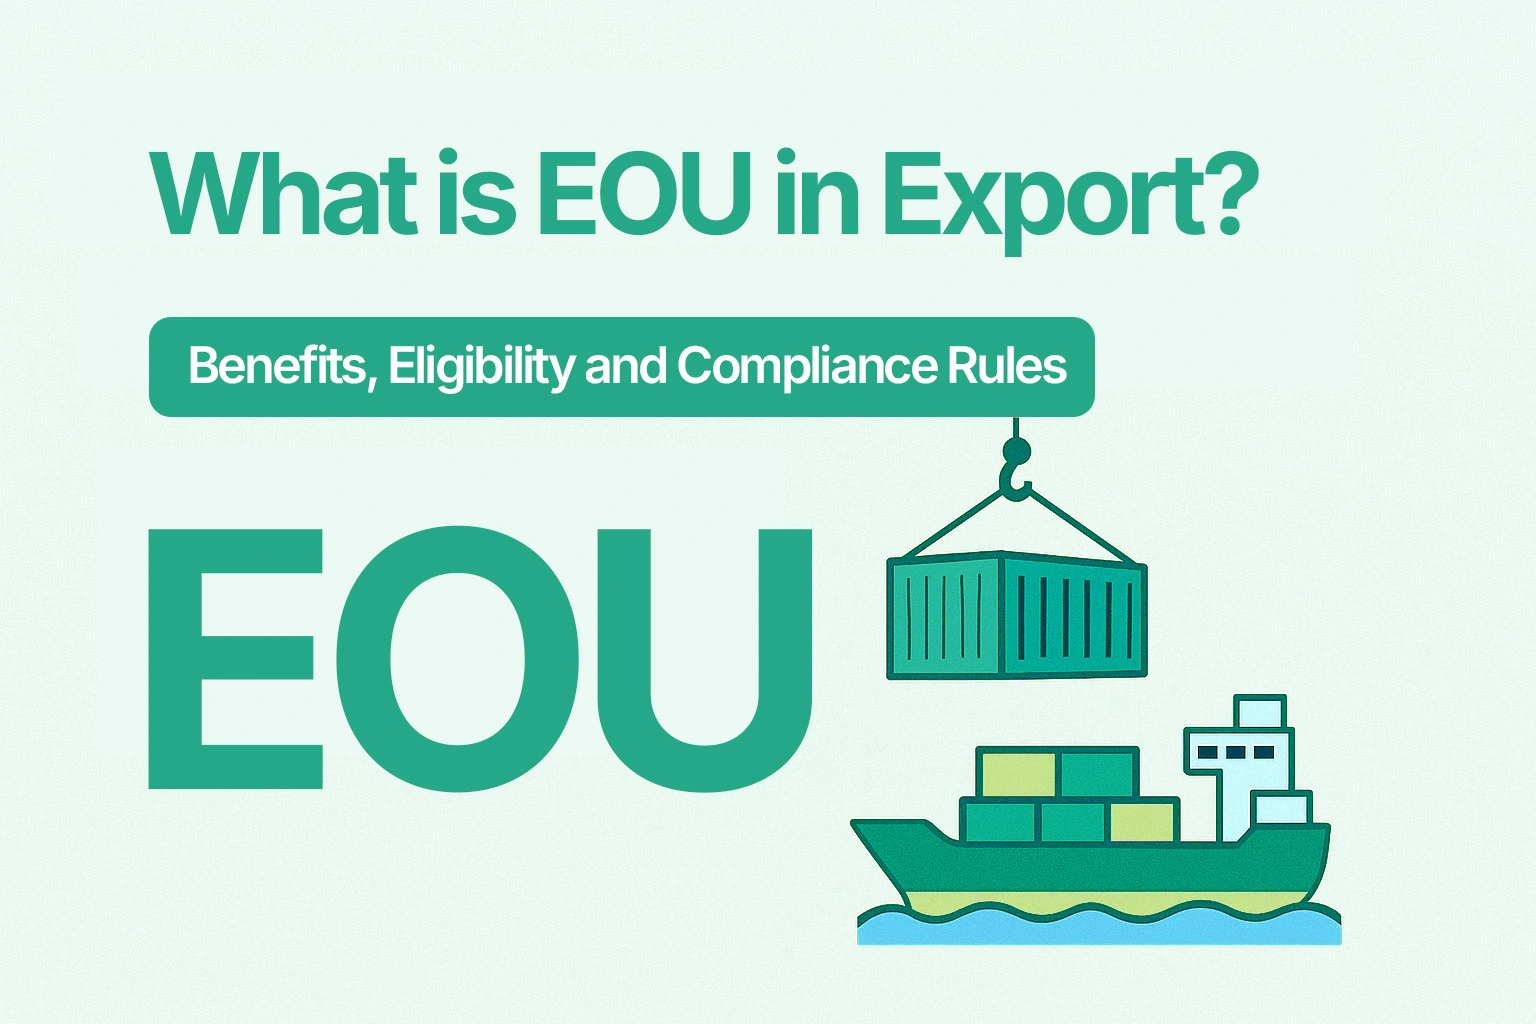 What is EOU in Export?
Benefits, Eligibility and Compliance Rules
EOU